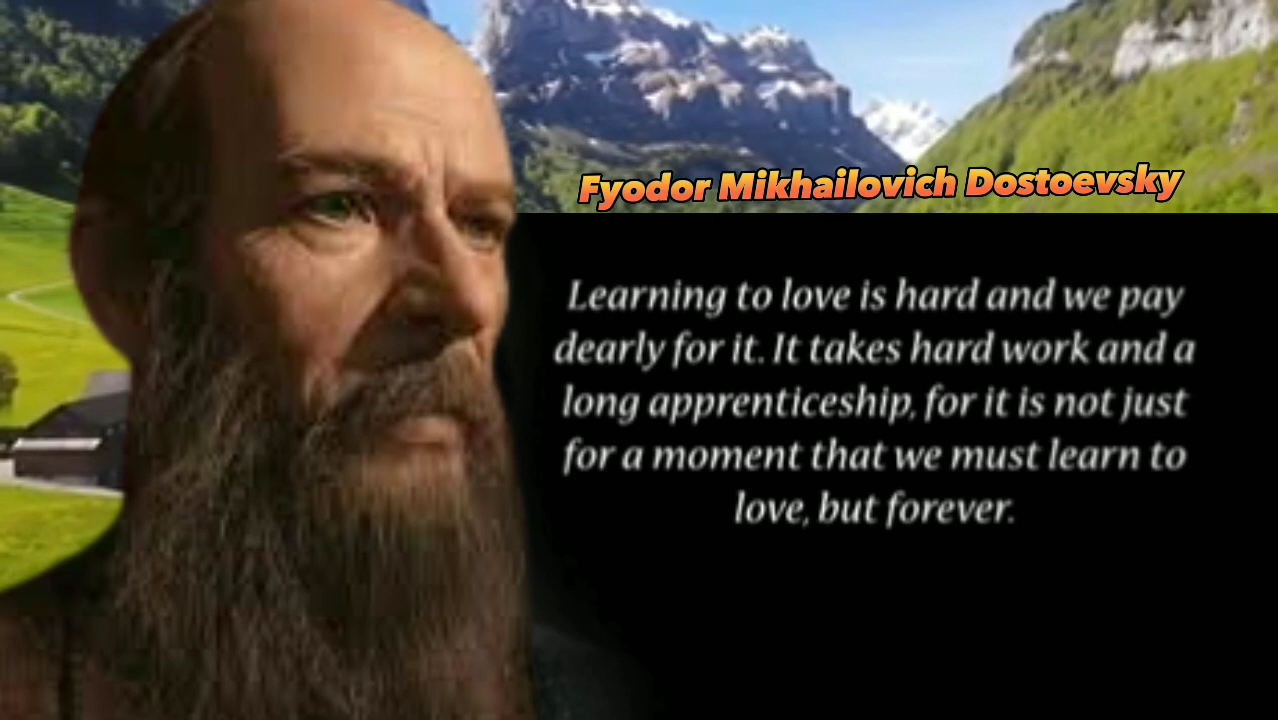 Fyodor Mikhailovich Dostoevsky
Learning to love is hard and we pay
dearly for it. It takes hard work and a
long apprenticeship, for it is not just
for a moment that we must learn to
love, but forever.